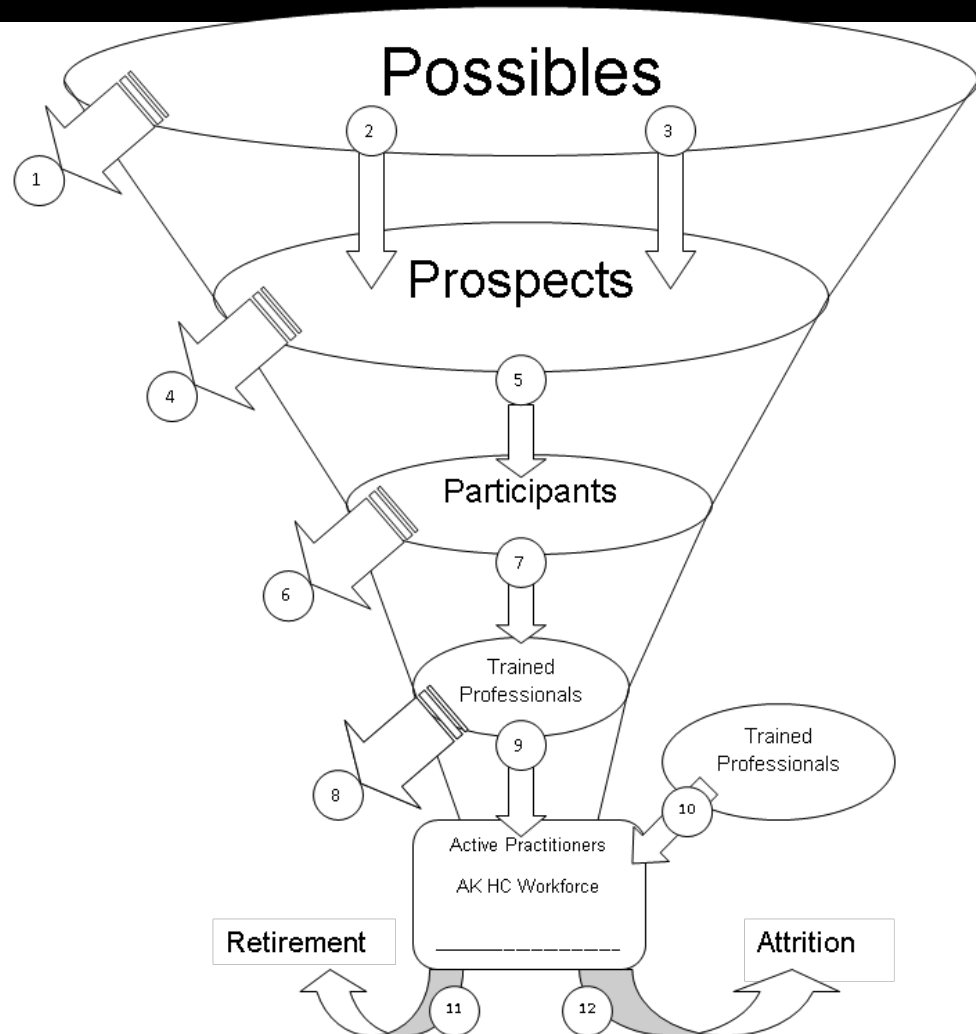 Possibles
2
3
1
Prospects
4
5
Participants
6
7
Trained
Professionals
8
9
Trained
Professionals
10
Active Practitioners
AK HC Workforce
Retirement
Attrition
11
12